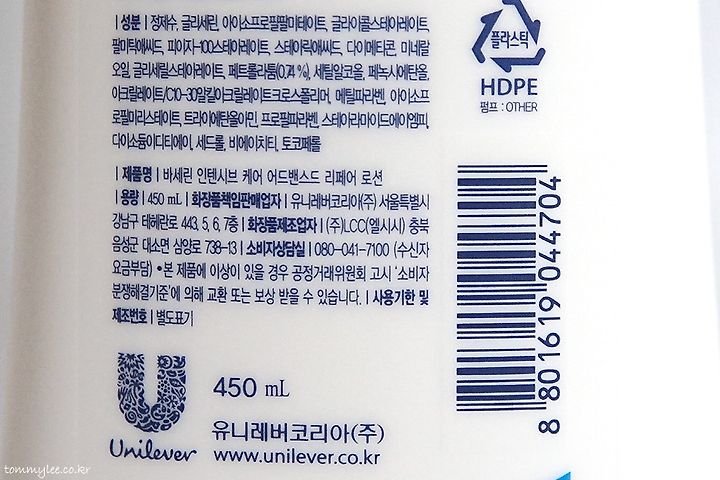 | 성분 | 정제수, 글리세린, 아이소프로필팔미테이트, 글라이콜스테아레이트,
팔미틱애씨드, 피이지-100스테아레이트, 스테아릭애씨드, 다이메티콘, 미네랄
오일, 글리세릴스테아레이트, 페트롤라툼(0.74%), 세틸알코올, 페녹시에탄올,
아크릴레이트/C10-30알킬아크릴레이트크로스폴리머, 메틸파라벤, 아이소프
로필미리스테이트, 트라이에탄올아민, 프로필파라벤, 스테아라마이드에이엠피,
다이소듐이디티에이, 세드롤, 비에이치티, 토코페롤
| 제품명 | 바세린 인텐시브 케어 어드밴스드 리페어 로션
| 용량 | 450 mL | 화장품책임판매업자 | 유니레버코리아(주) 서울특별시
강남구 테헤란로 443, 5, 6, 7층 | 화장품제조업자 | (주)LCC(엘시시) 충북
음성군 대소면 삼양로 738-13 | 소비자상담실 | 080-041-7100 (수신자
요금부담) •본 제품에 이상이 있을 경우 공정거래위원회 고시 '소비자
분쟁해결기준'에 의해 교환 또는 보상 받을 수 있습니다. | 사용기한 및
제조번호 | 별도표기
플라스틱
HDPE
펌프 : OTHER
8 801619 044704
U
Unilever
450 mL
유니레버코리아(주)
www.unilever.co.kr
tommylee.co.kr